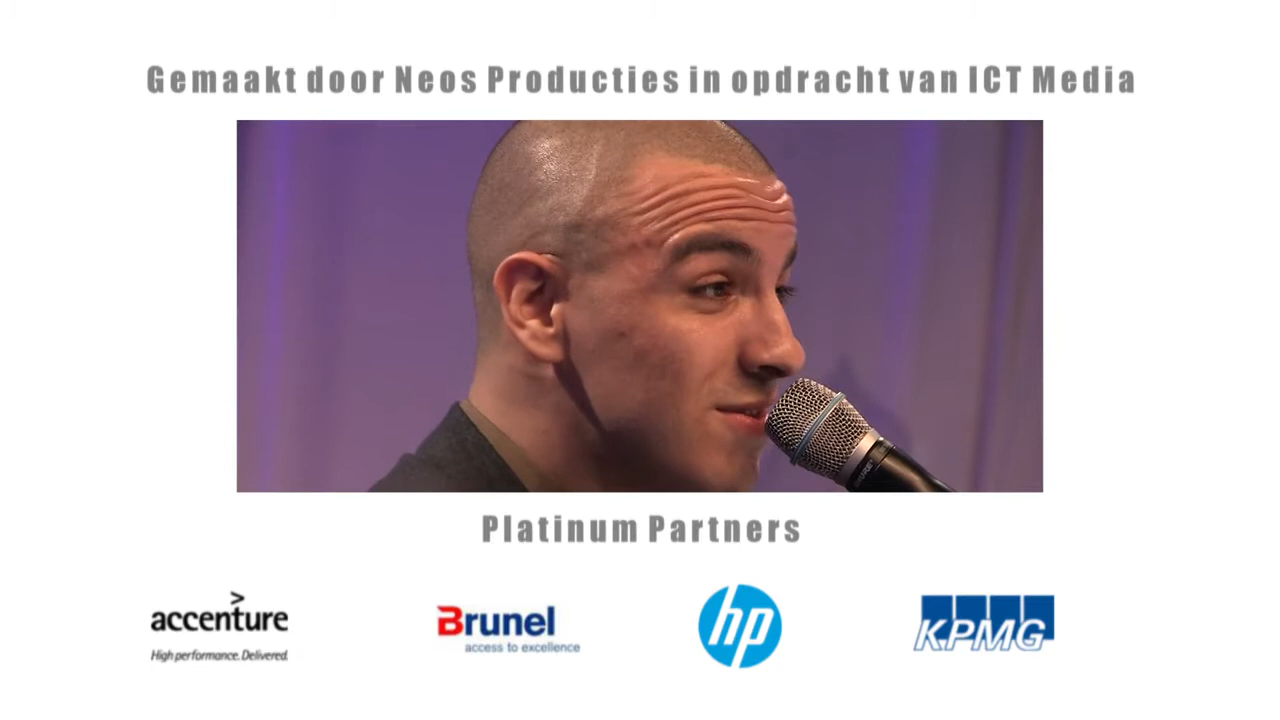 Gemaakt door Neos Producties in opdracht van ICT Media
Platinum Partners
accenture
High performance. Delivered.
Brunel
access to excellence
hp
KPMG